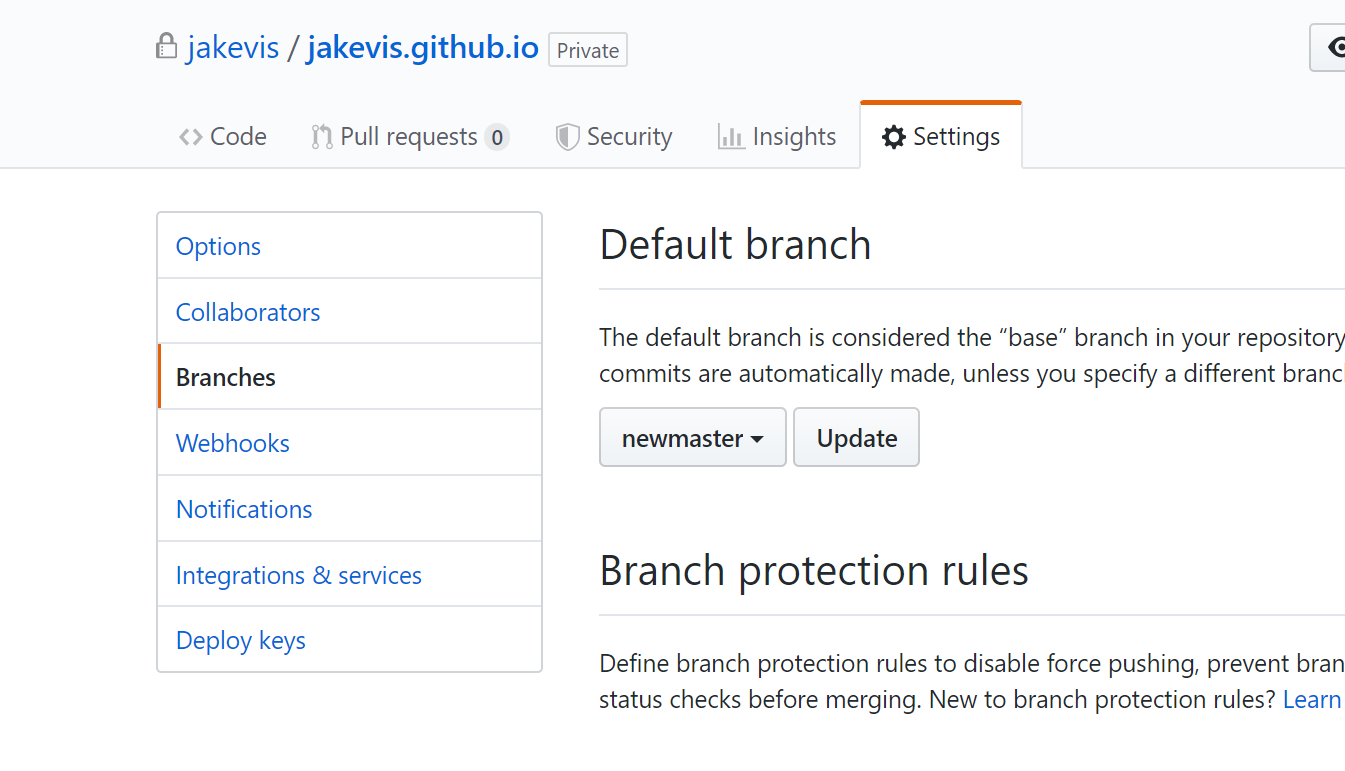 jakevis / jakevis.github.io Private
Code Pull requests 0 Security Insights Settings
Options
Collaborators
Branches
Webhooks
Notifications
Integrations & services
Deploy keys
Default branch
The default branch is considered the “base” branch in your repository
commits are automatically made, unless you specify a different branc
newmaster Update
Branch protection rules
Define branch protection rules to disable force pushing, prevent bran
status checks before merging. New to branch protection rules? Learn